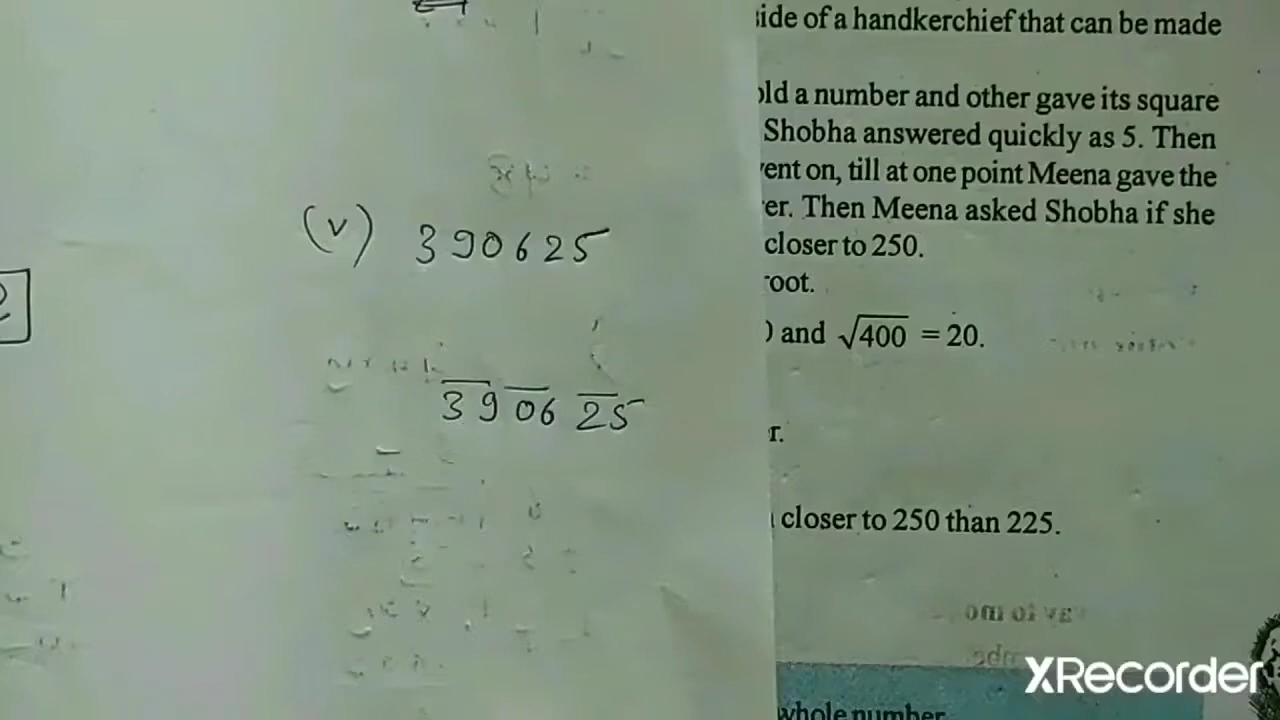 (v) 390625
39 06 25
side of a handkerchief that can be made
old a number and other gave its square
Shobha answered quickly as 5. Then
went on, till at one point Meena gave the
er. Then Meena asked Shobha if she
closer to 250.
root.
) and √400 = 20.
r.
closer to 250 than 225.
whole number
XRecorder